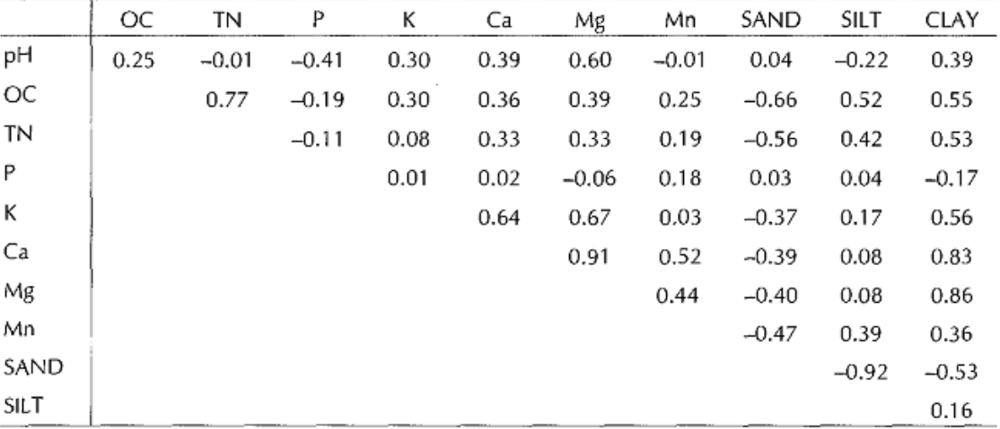 OC TN P K Ca Mg Mn SAND SILT CLAY
pH 0.25 –0.01 –0.41 0.30 0.39 0.60 –0.01 0.04 –0.22 0.39
OC 0.77 –0.19 0.30 0.36 0.39 0.25 –0.66 0.52 0.55
TN –0.11 0.08 0.33 0.33 0.19 –0.56 0.42 0.53
P 0.01 0.02 –0.06 0.18 0.03 0.04 –0.17
K 0.64 0.67 0.03 –0.37 0.17 0.56
Ca 0.91 0.52 –0.39 0.08 0.83
Mg 0.44 –0.40 0.08 0.86
Mn –0.47 0.39 0.36
SAND –0.92 –0.53
SILT 0.16